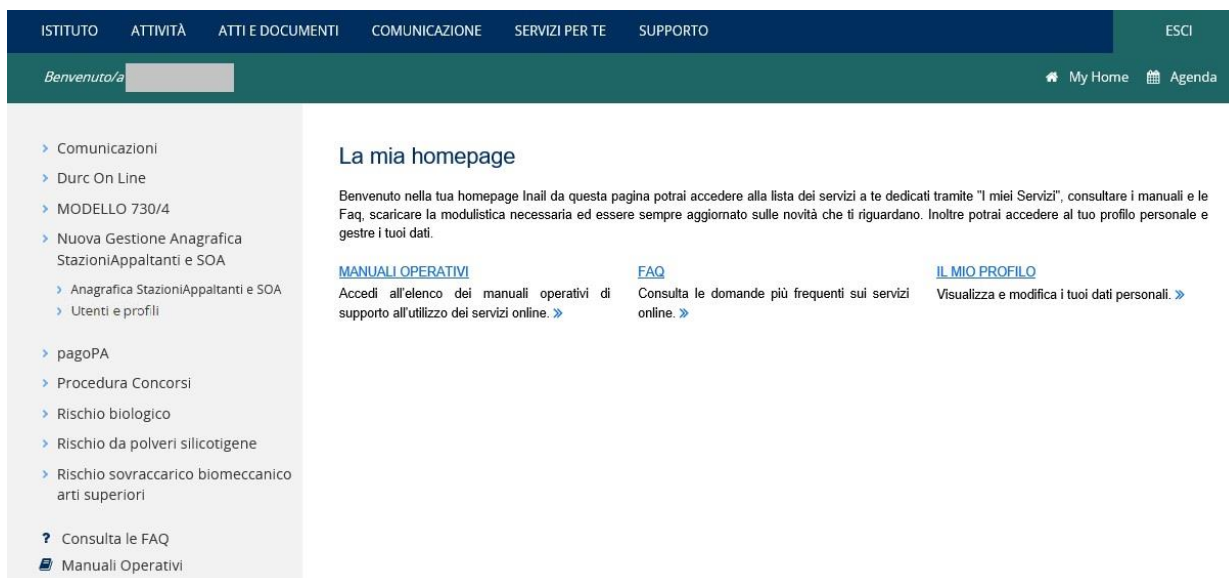 ISTITUTO ATTIVITÀ ATTI E DOCUMENTI COMUNICAZIONE SERVIZI PER TE SUPPORTO ESCI
Benvenuto/a My Home Agenda
Comunicazioni
Durc On Line
MODELLO 730/4
Nuova Gestione Anagrafica
StazioniAppaltanti e SOA
Anagrafica StazioniAppaltanti e SOA
Utenti e profili
pagoPA
Procedura Concorsi
Rischio biologico
Rischio da polveri silicotigene
Rischio sovraccarico biomeccanico
arti superiori
? Consulta le FAQ
Manuali Operativi
La mia homepage
Benvenuto nella tua homepage Inail da questa pagina potrai accedere alla lista dei servizi a te dedicati tramite "I miei Servizi", consultare i manuali e le
Faq, scaricare la modulistica necessaria ed essere sempre aggiornato sulle novità che ti riguardano. Inoltre potrai accedere al tuo profilo personale e
gestre i tuoi dati.
MANUALI OPERATIVI
Accedi all'elenco dei manuali operativi di
supporto all'utilizzo dei servizi online. »
FAQ
Consulta le domande più frequenti sui servizi
online. »
IL MIO PROFILO
Visualizza e modifica i tuoi dati personali. »